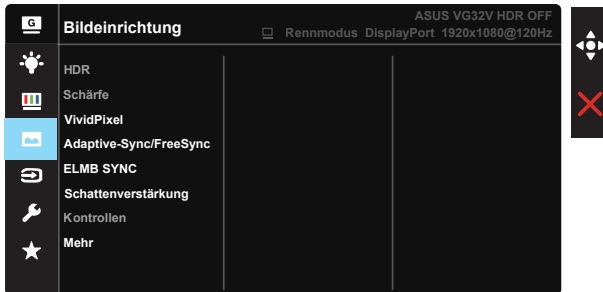 G
Bildeinrichtung
ASUS VG32V HDR OFF
Rennmodus DisplayPort 1920x1080@120Hz
HDR
Schärfe
VividPixel
Adaptive-Sync/FreeSync
ELMB SYNC
Schattenverstärkung
Kontrollen
Mehr